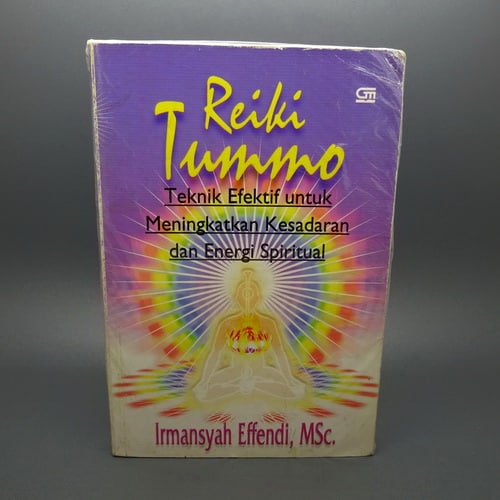 Reiki
Tummo
Teknik Efektif untuk
Meningkatkan Kesadaran
dan Energi Spiritual
Irmansyah Effendi, MSc.